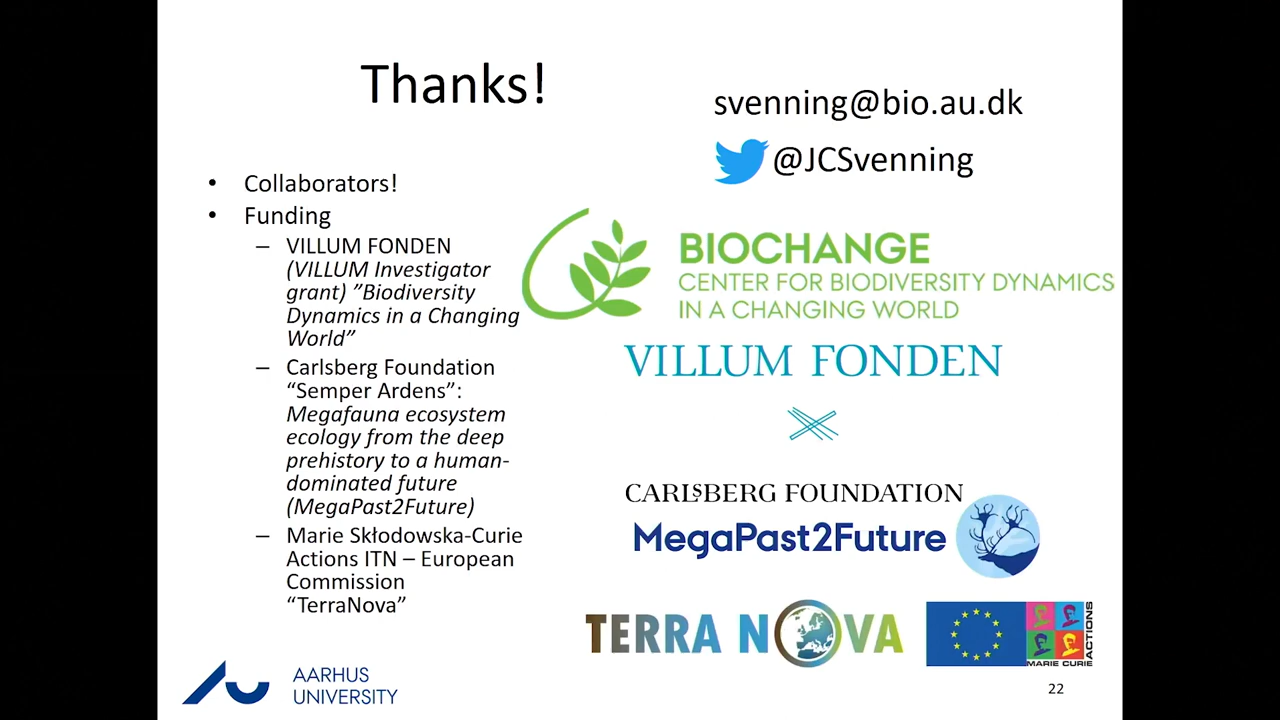 Thanks!
svenning@bio.au.dk
@JCSvenning
• Collaborators!
• Funding
– VILLUM FONDEN
(VILLUM Investigator
grant) ”Biodiversity
Dynamics in a Changing
World”
– Carlsberg Foundation
“Semper Ardens”:
Megafauna ecosystem
ecology from the deep
prehistory to a human-
dominated future
(MegaPast2Future)
– Marie Skłodowska-Curie
Actions ITN – European
Commission
“TerraNova”
BIOCHANGE
CENTER FOR BIODIVERSITY DYNAMICS
IN A CHANGING WORLD
VILLUM FONDEN
CARLSBERG FOUNDATION
MegaPast2Future
TERRA NOVA
MARIE CURIE
ACTIONS
AARHUS
UNIVERSITY
22